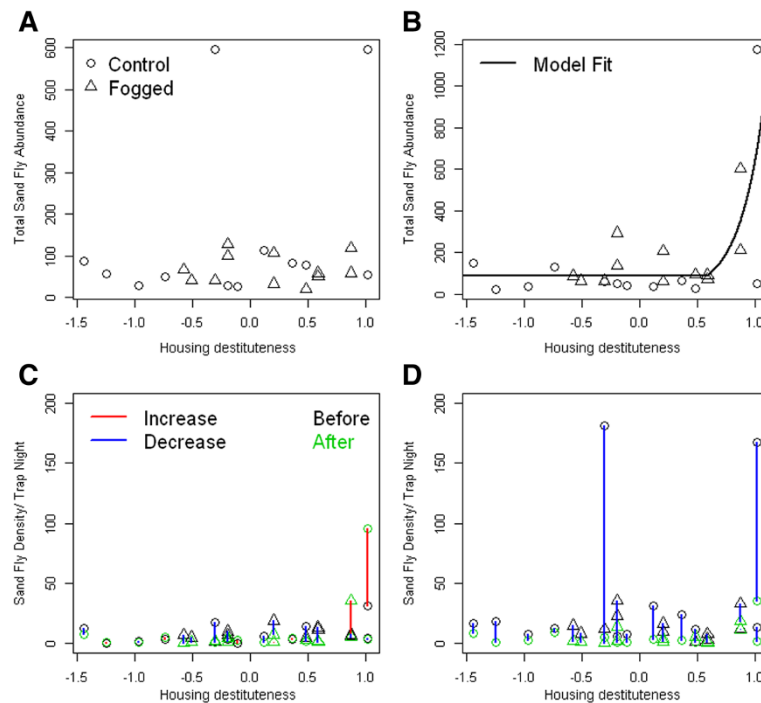 A
B
Total Sand Fly Abundance
600
500
400
300
200
100
0
Control
Fogged
-1.5 -1.0 -0.5 0.0 0.5 1.0
Housing destituteness
Total Sand Fly Abundance
1200
1000
800
600
400
200
0
Model Fit
-1.5 -1.0 -0.5 0.0 0.5 1.0
Housing destituteness
C
D
Sand Fly Density/ Trap Night
200
150
100
50
0
Increase Before
Decrease After
-1.5 -1.0 -0.5 0.0 0.5 1.0
Housing destituteness
Sand Fly Density/ Trap Night
200
150
100
50
0
-1.5 -1.0 -0.5 0.0 0.5 1.0
Housing destituteness